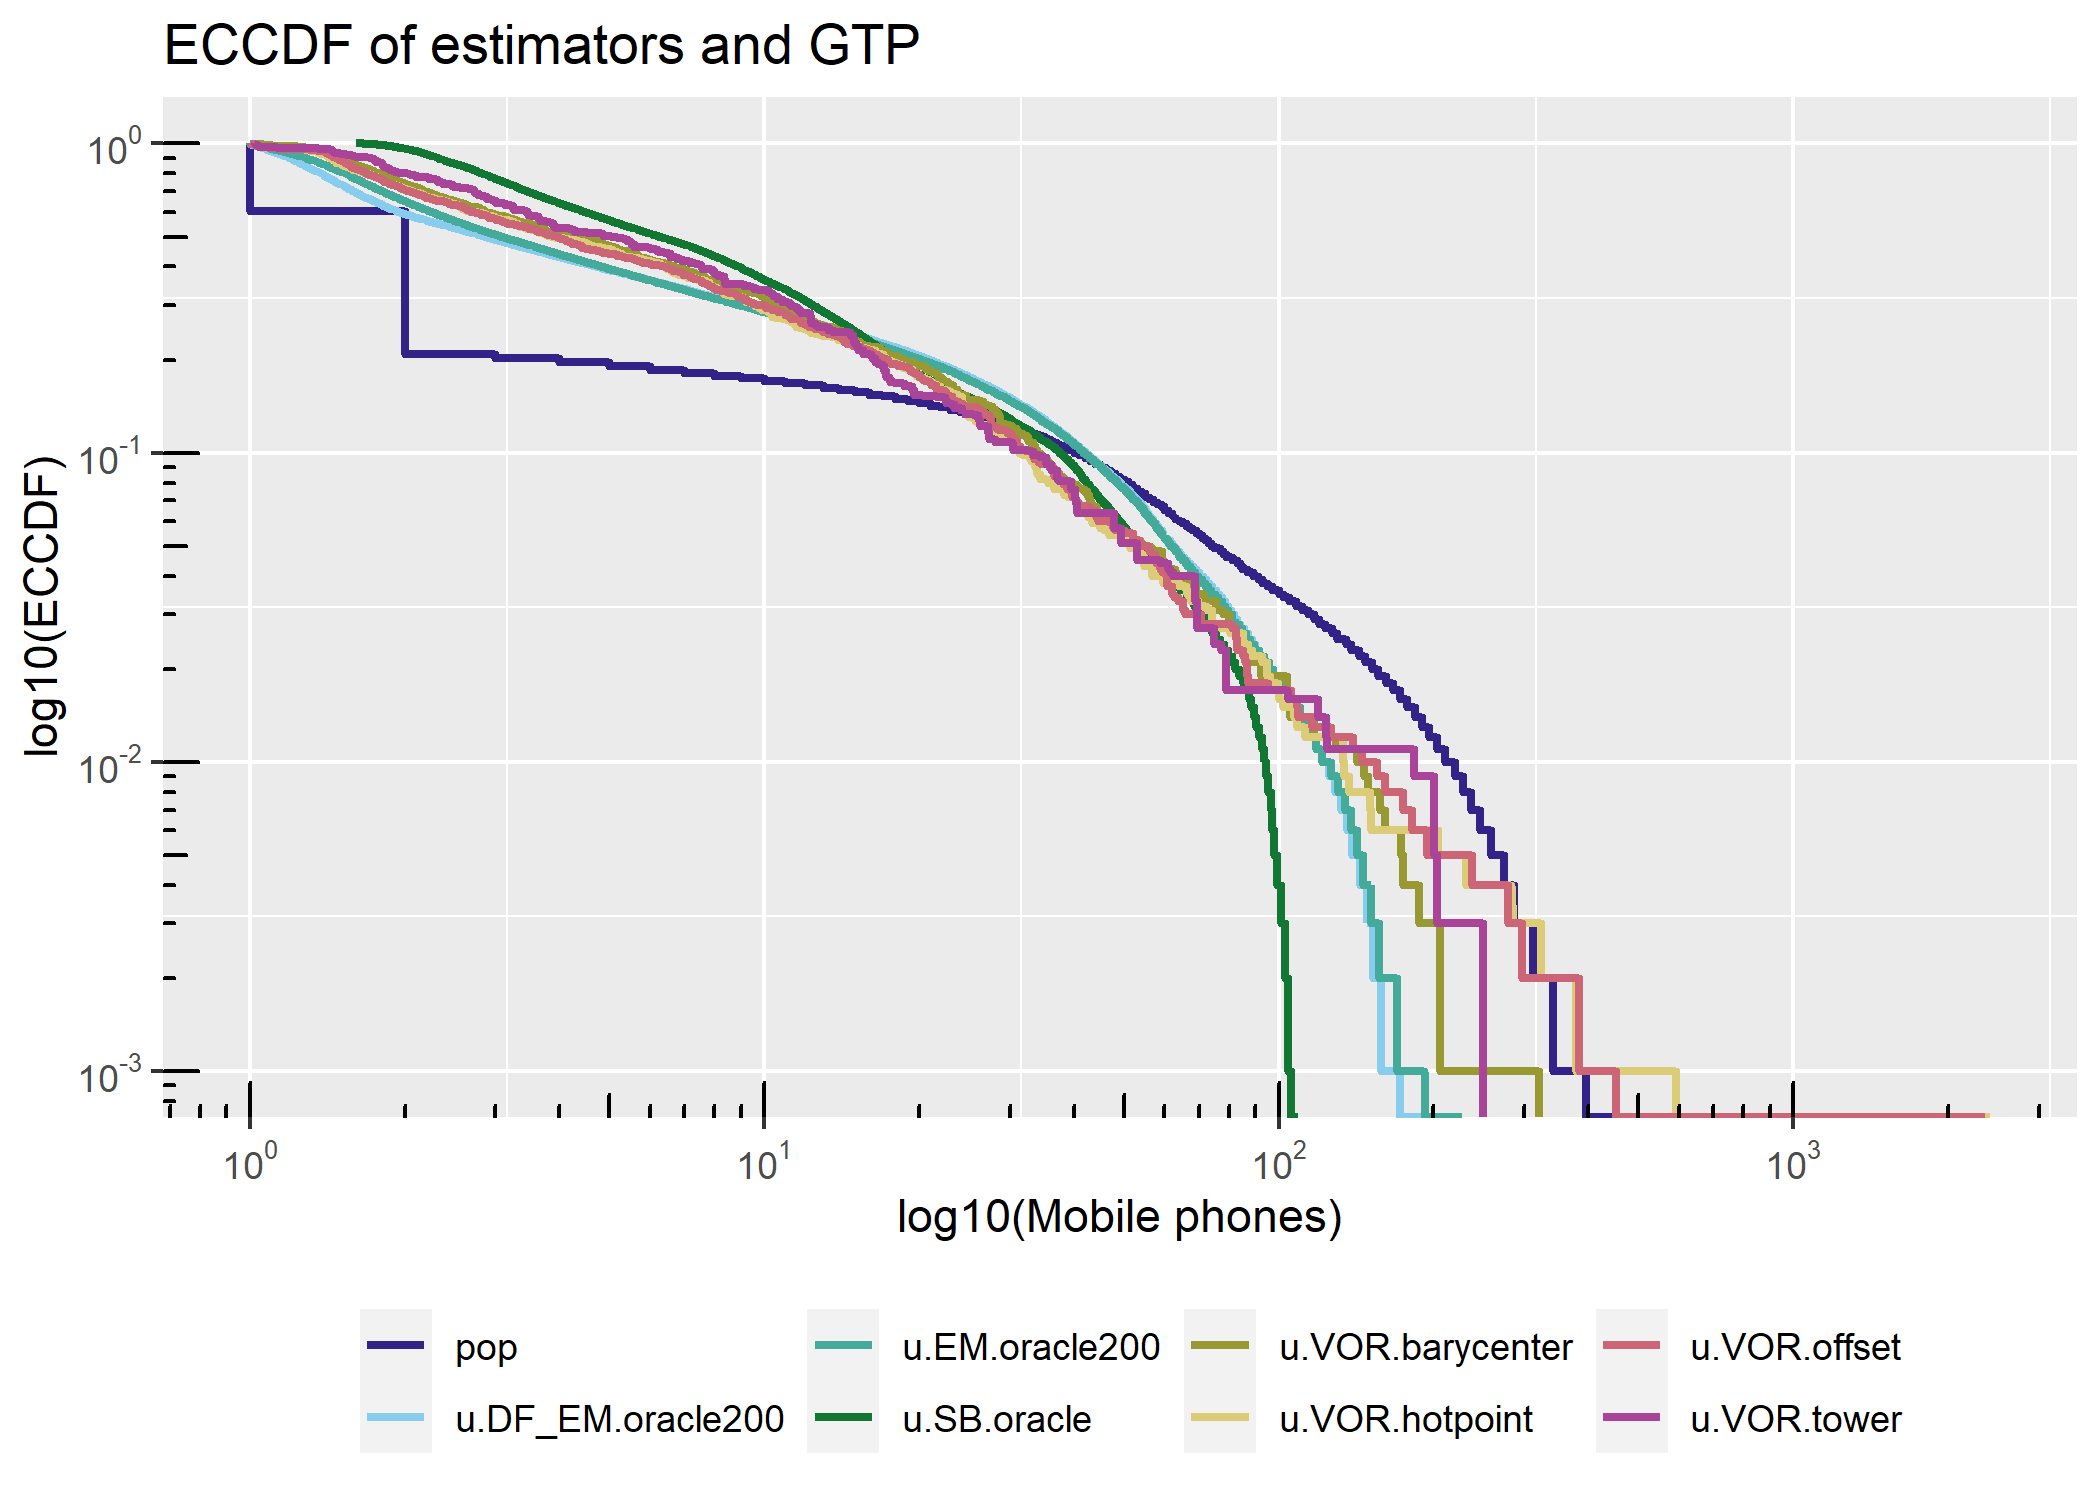 ECCDF of estimators and GTP
log10(ECCDF)
10^0
10^-1
10^-2
10^-3
10^0 10^1 10^2 10^3
log10(Mobile phones)
pop u.EM.oracle200 u.VOR.barycenter u.VOR.offset
u.DF_EM.oracle200 u.SB.oracle u.VOR.hotpoint u.VOR.tower